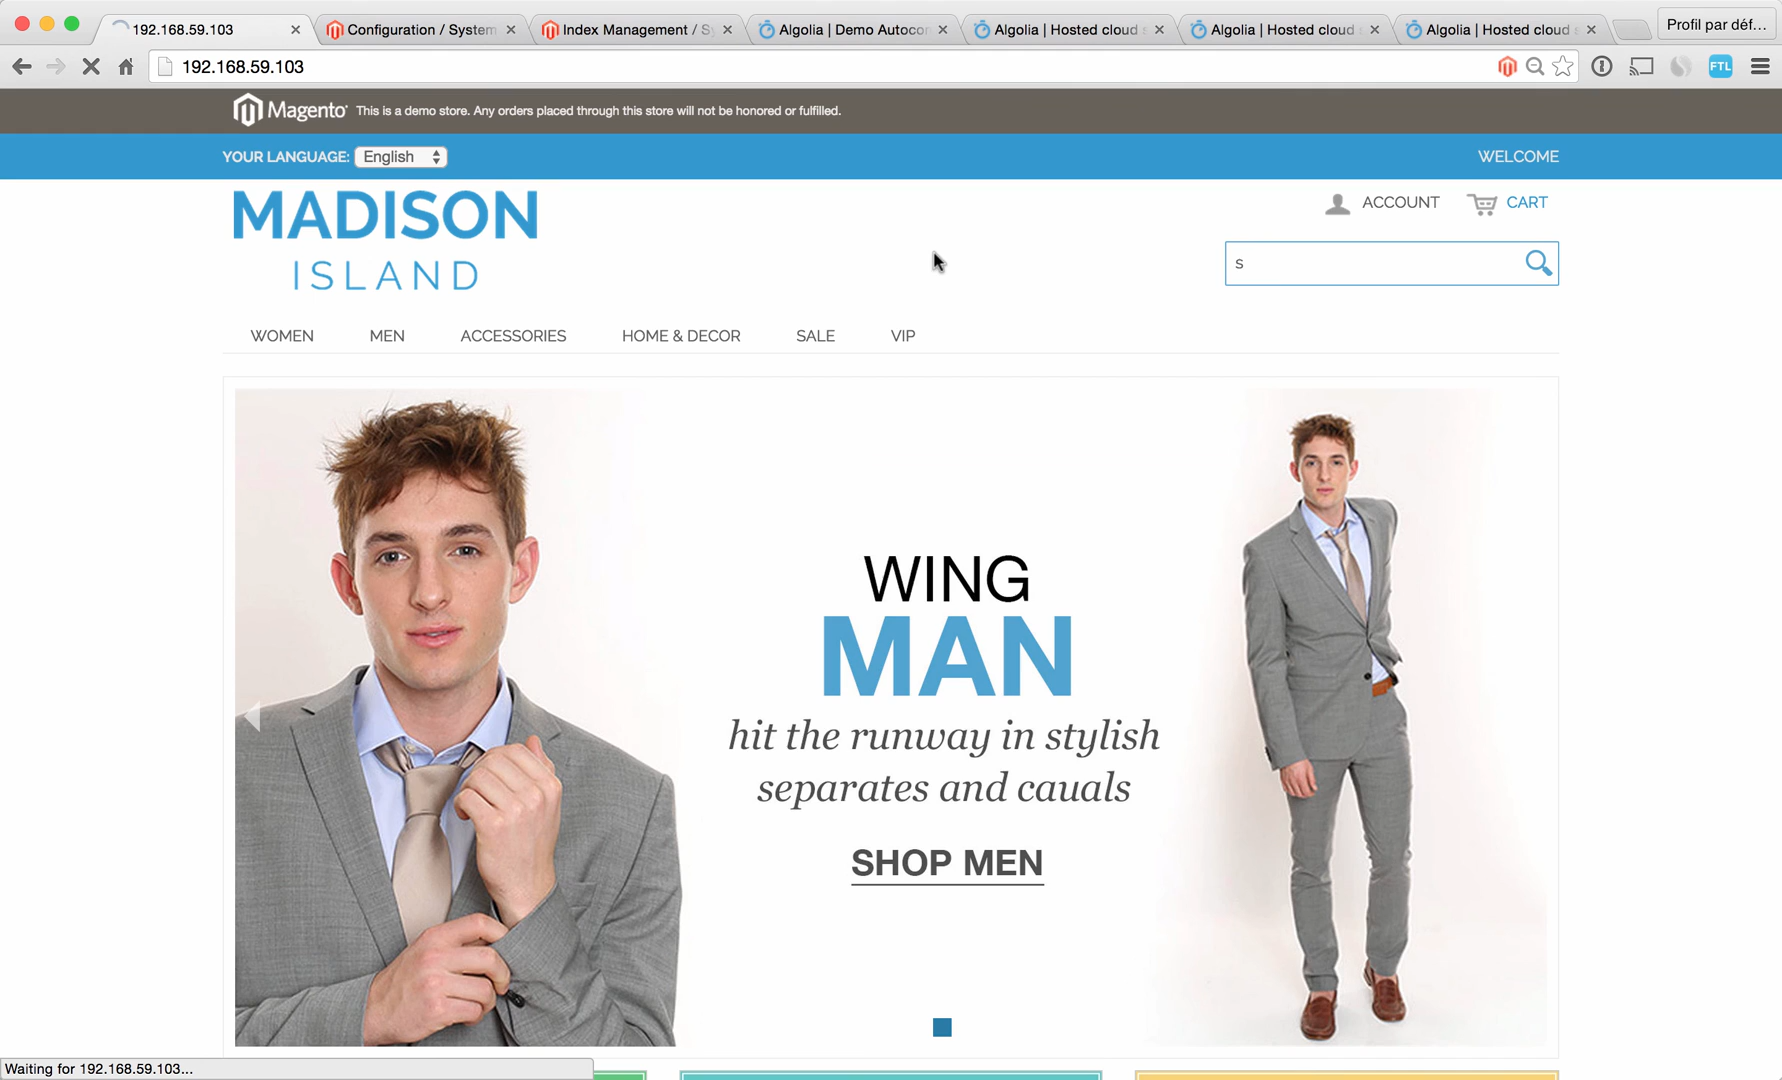 192.168.59.103
Configuration / System
Index Management / Sy
Algolia | Demo Autocon
Algolia | Hosted cloud s
Algolia | Hosted cloud s
Algolia | Hosted cloud s
Profil par déf...
192.168.59.103
FTL
Magento This is a demo store. Any orders placed through this store will not be honored or fulfilled.
YOUR LANGUAGE: English
WELCOME
MADISON
ISLAND
ACCOUNT
CART
s
WOMEN
MEN
ACCESSORIES
HOME & DECOR
SALE
VIP
WING
MAN
hit the runway in stylish
separates and cauals
SHOP MEN
Waiting for 192.168.59.103...